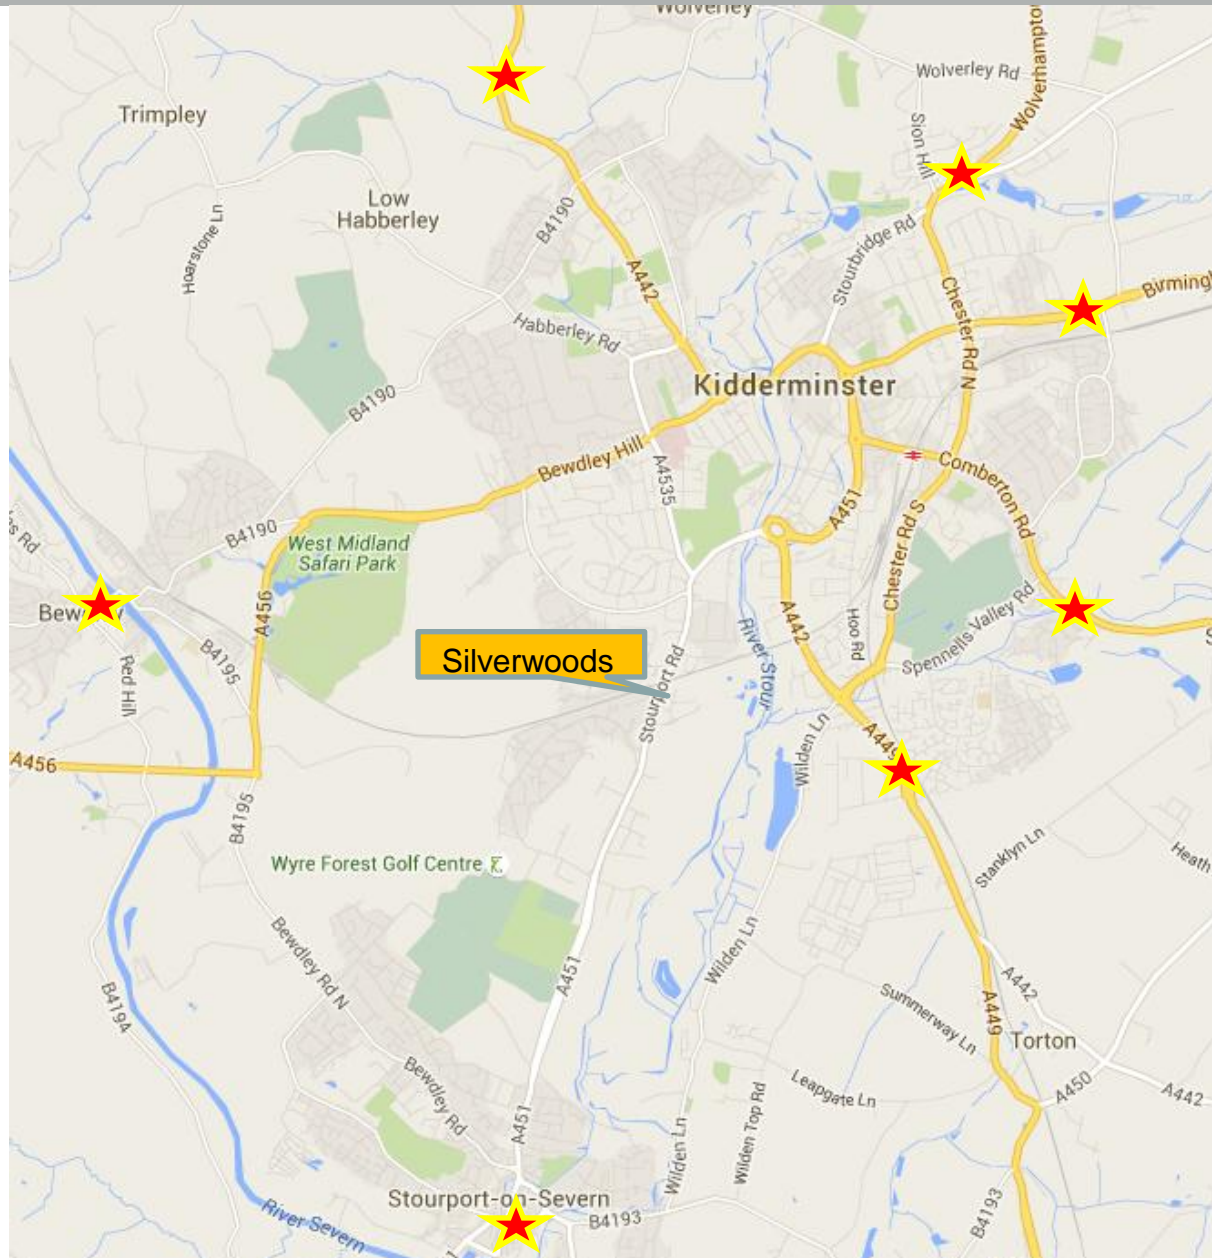 Wolverley
Wolverley Rd
Wolverhampto
Trimpley
Sion Hill
Low
Habberley
B4190
Hoarstone Ln
Stourbridge Rd
A442
Chester Rd N
Birmingh
Habberley Rd
Kidderminster
B4190
Bewdley Hill
A4535
Comberton Rd
A451
Chester Rd S
B4190
West Midland
Safari Park
es Rd
A456
A442
Hoo Rd
River Stour
Spennells Valley Rd
Red Hill
B4195
Silverwoods
Stourport Rd
A449
Wilden Ln
A456
B4195
Wyre Forest Golf Centre
Stanklyn Ln
Heath
Bewdley Rd N
Wilden Ln
A451
B4194
A442
Summerway Ln
A449
Torton
Bewdley Rd
Leapgate Ln
A450
A442
A451
Wilden Top Rd
Wilden Ln
Stourport-on-Severn
River Severn
B4193
B4193